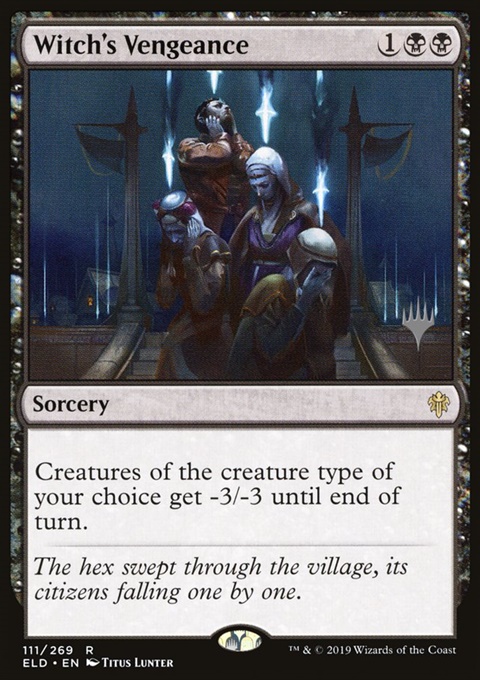 Witch's Vengeance 1
Sorcery
Creatures of the creature type of
your choice get -3/-3 until end of
turn.
The hex swept through the village, its
citizens falling one by one.
111/269 R
ELD • EN Titus Lunter
™ & © 2019 Wizards of the Coast